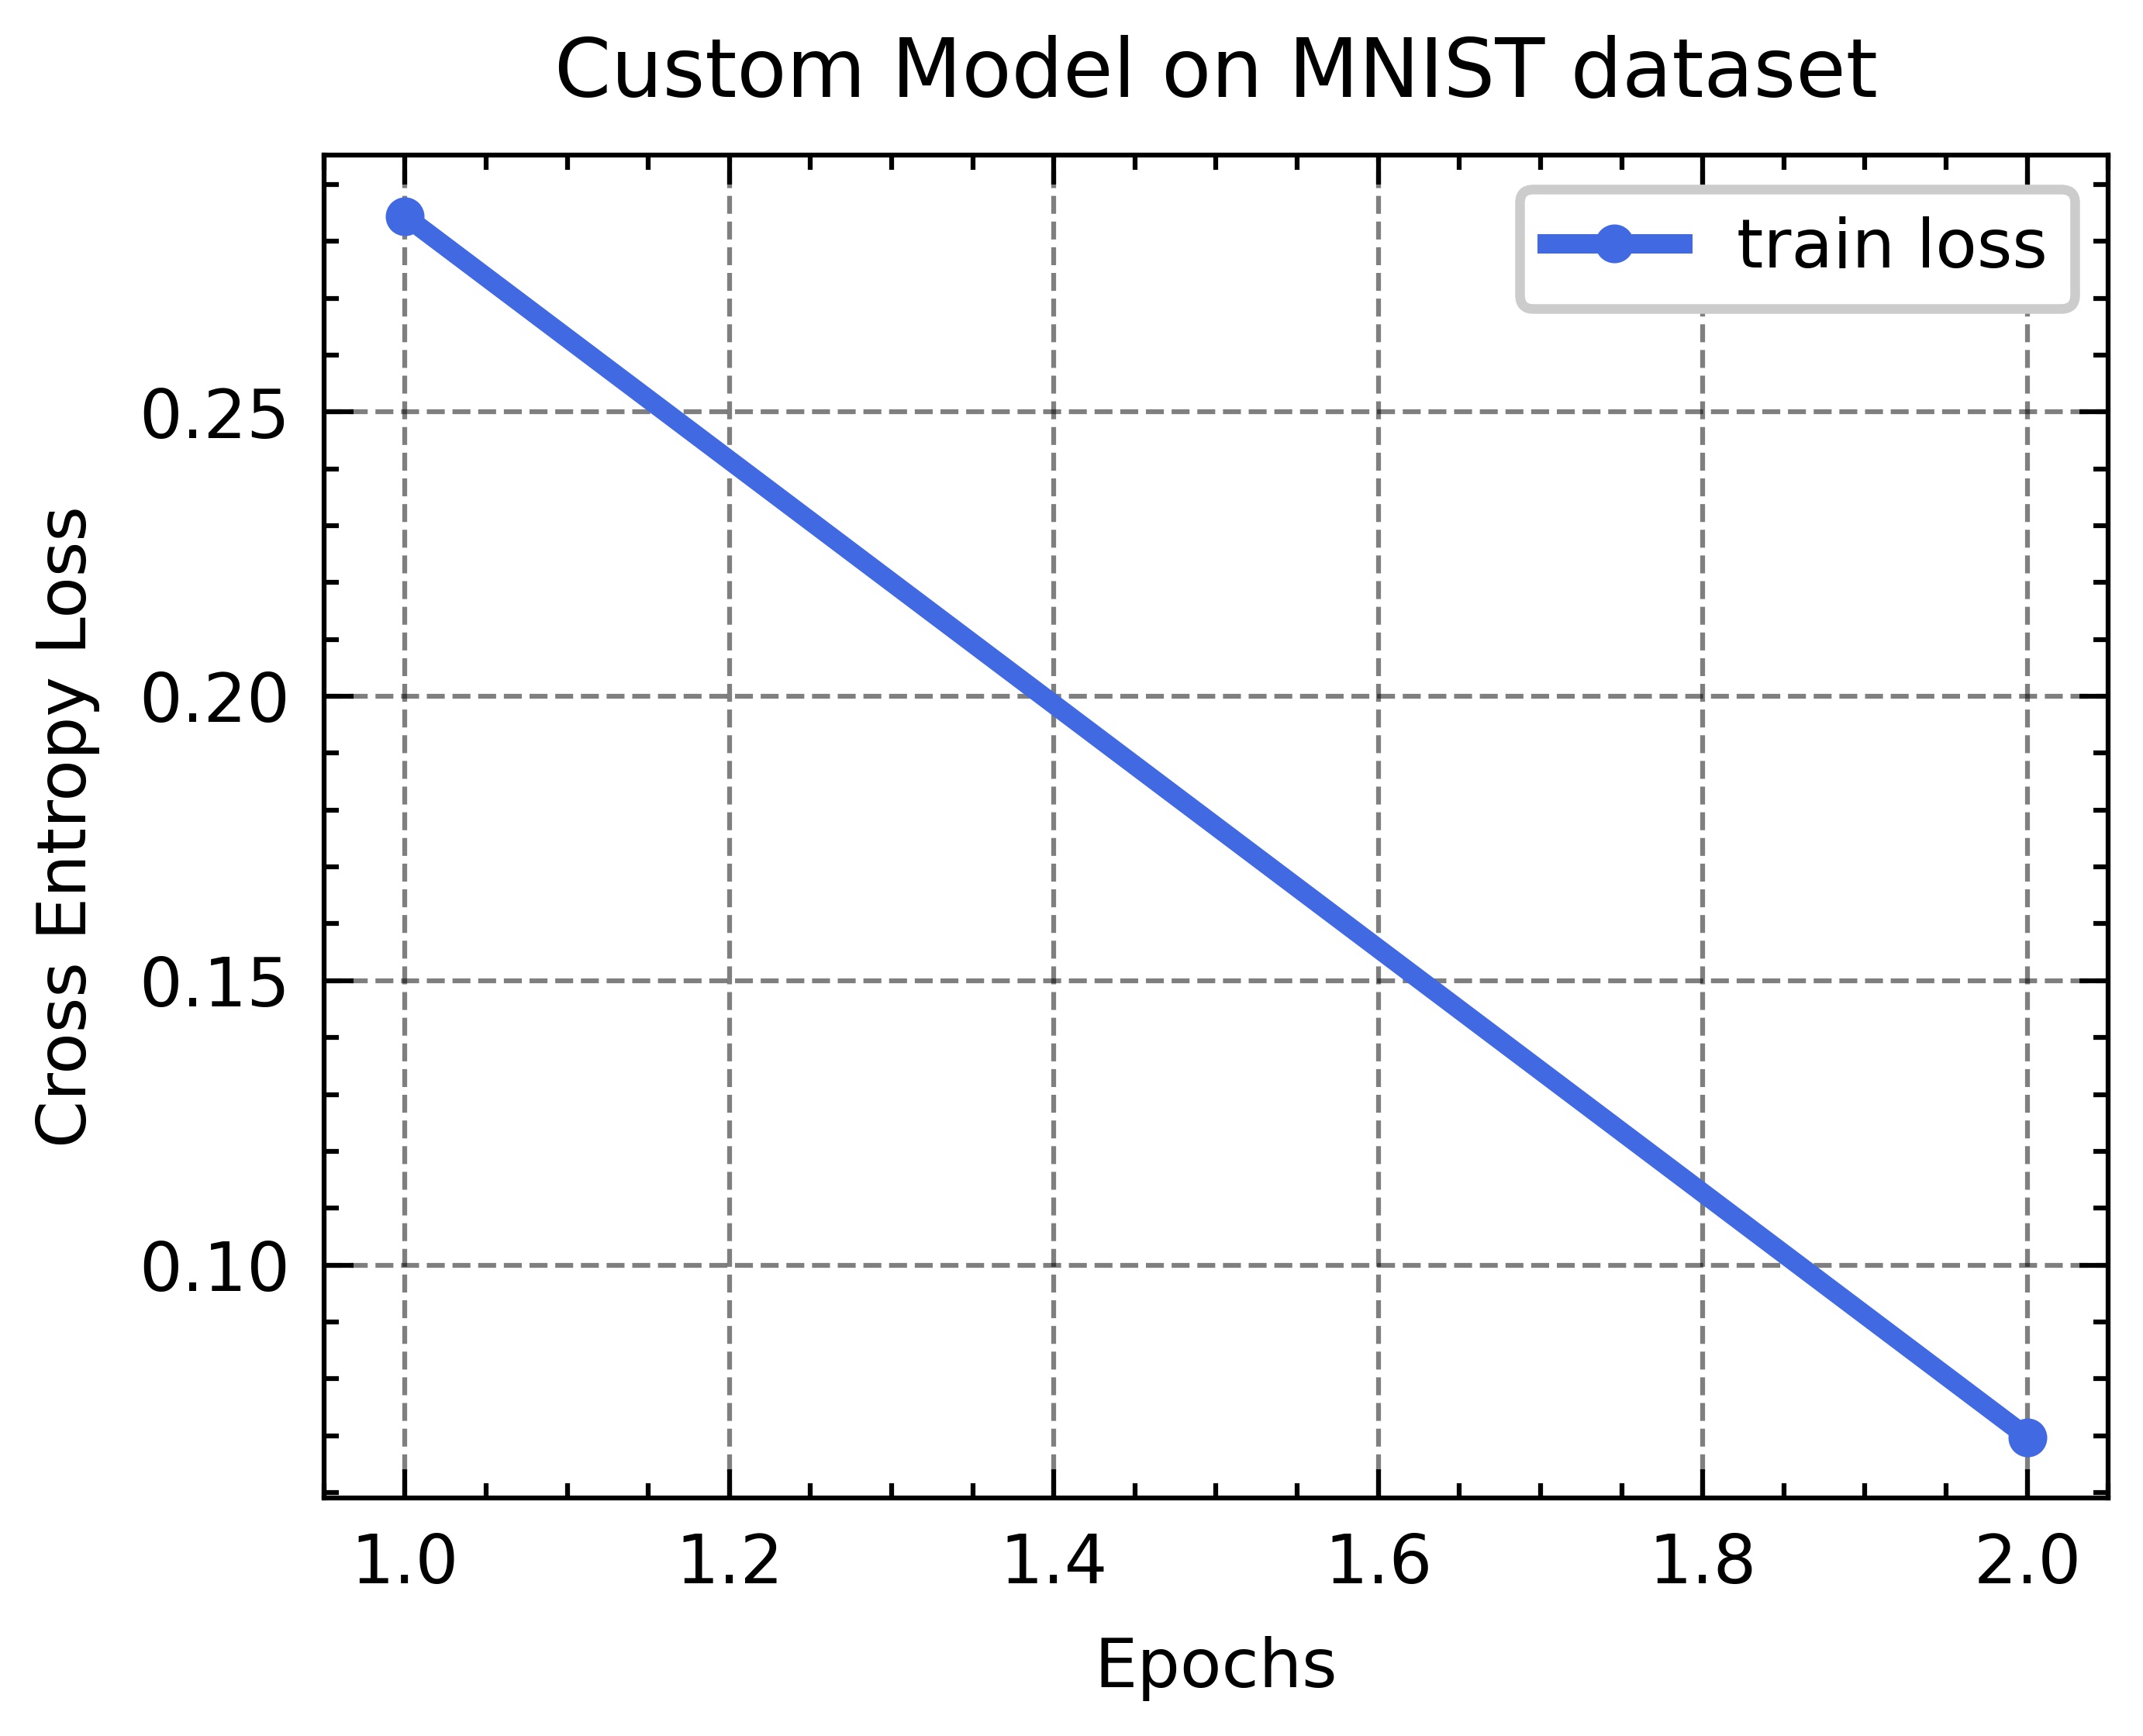 Custom Model on MNIST dataset
train loss
Cross Entropy Loss
0.25
0.20
0.15
0.10
1.0 1.2 1.4 1.6 1.8 2.0
Epochs